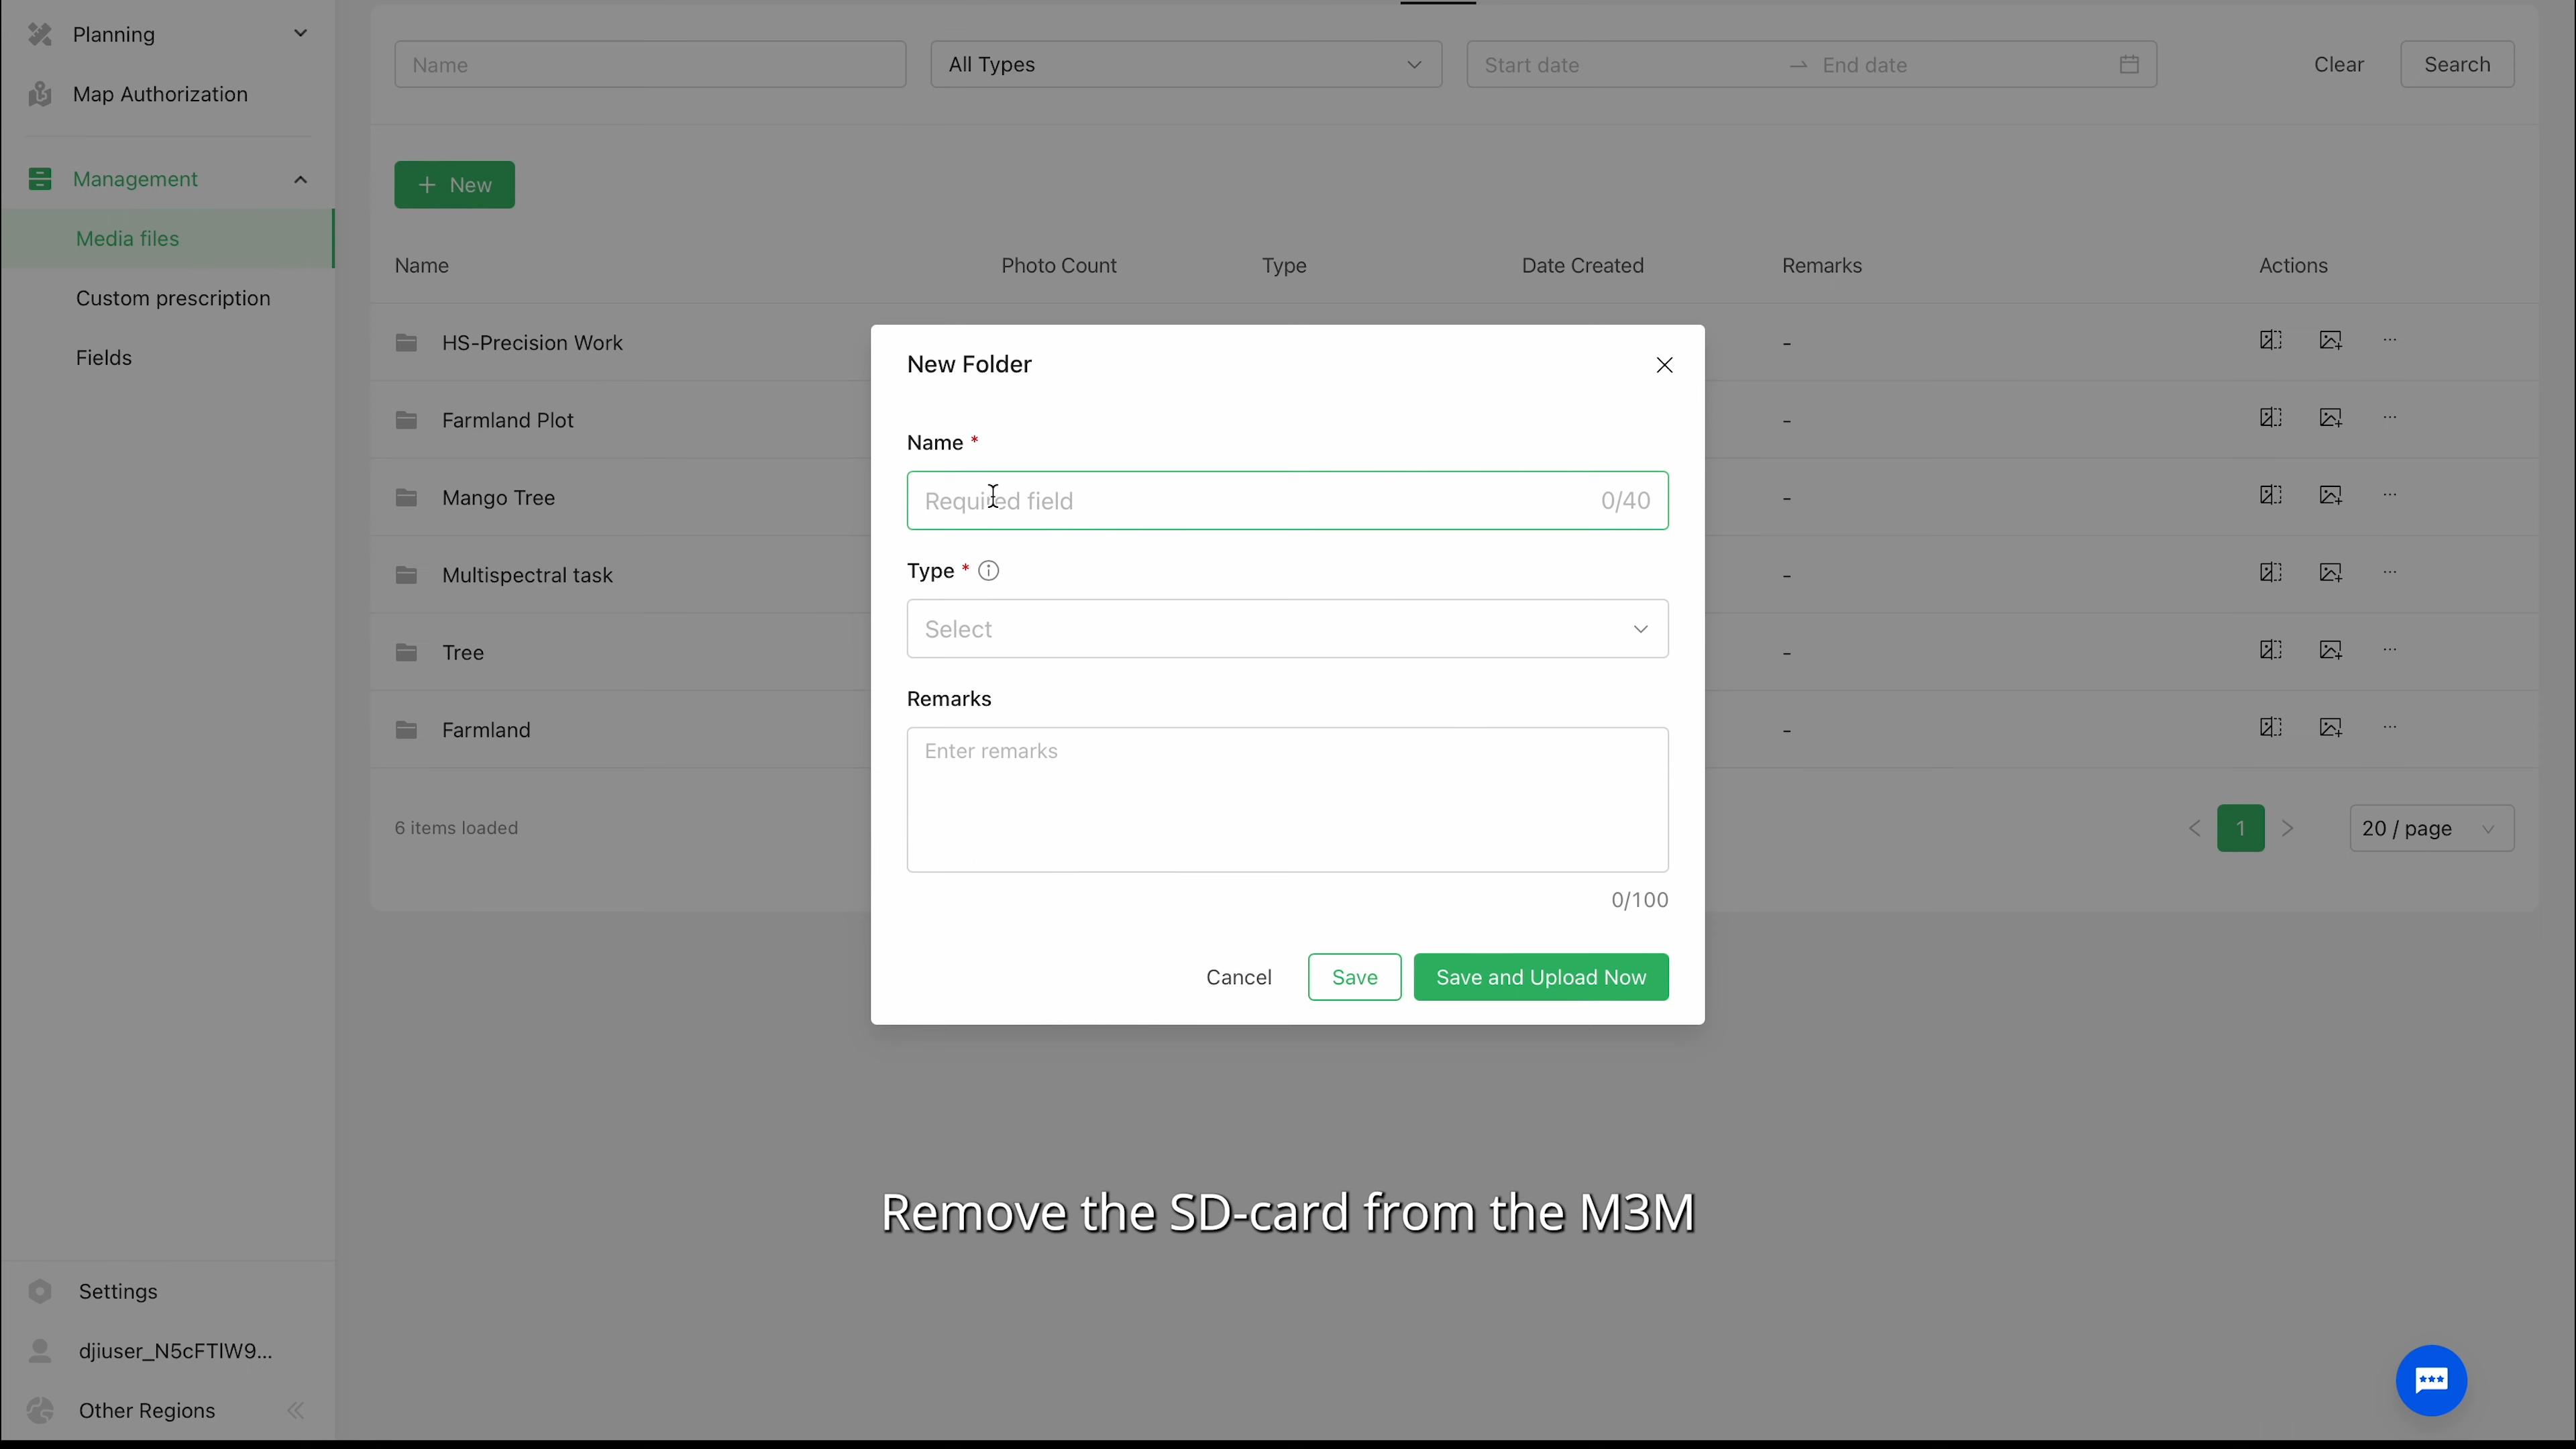 Planning
Map Authorization
Management
Media files
Custom prescription
Fields
Settings
djiuser_N5cFTIW9...
Other Regions
Name
All Types
Start date
End date
Clear
Search
+ New
Name Photo Count Type Date Created Remarks Actions
HS-Precision Work -
Farmland Plot -
Mango Tree -
Multispectral task -
Tree -
Farmland -
6 items loaded
1
20 / page
New Folder
Name *
Required field 0/40
Type *
Select
Remarks
Enter remarks
0/100
Cancel
Save
Save and Upload Now
Remove the SD-card from the M3M